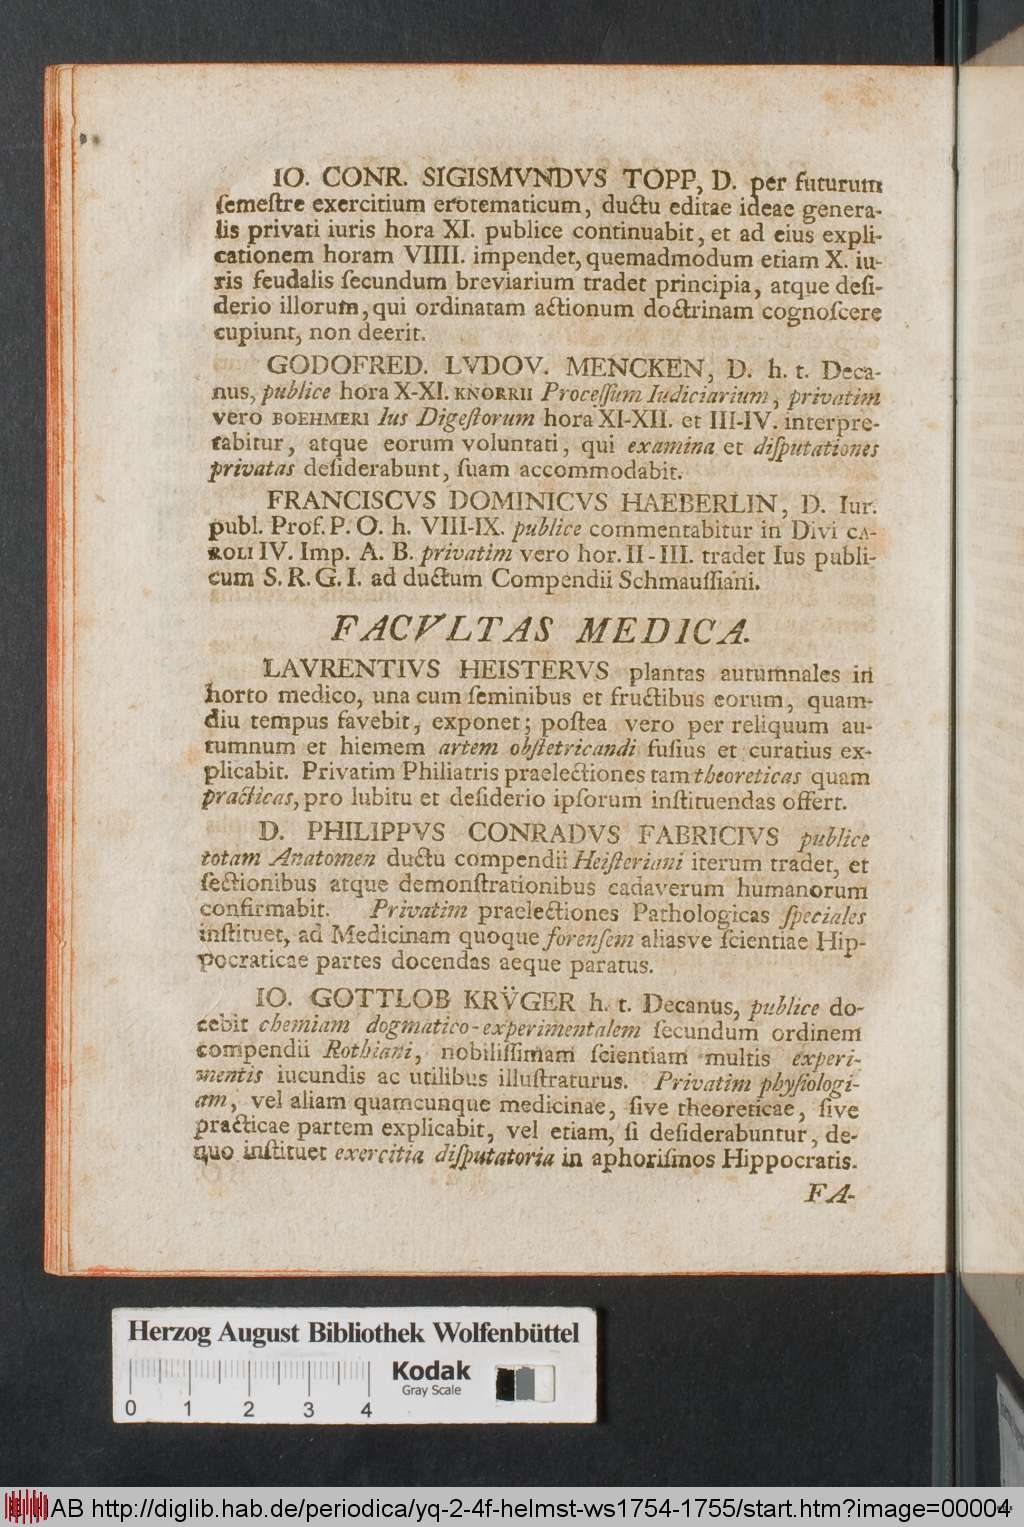 IO. CONR. SIGISMVNDVS TOPP, D. per futurum
ſemeſtre exercitium erotematicum, ductu editae ideae genera-
lis privati iuris hora XI. publice continuabit, et ad eius expli-
cationem horam VIIII. impendet, quemadmodum etiam X. iu-
ris feudalis ſecundum breviarium tradet principia, atque deſi-
derio illorum, qui ordinatam actionum doctrinam cognoſcere
cupiunt, non deerit.
GODOFRED. LVDOV. MENCKEN, D. h. t. Deca-
nus, publice hora X-XI. KNORRII Proceſſum Iudiciarium, privatim
vero BOEHMERI Ius Digeſtorum hora XI-XII. et III-IV. interpre-
tabitur, atque eorum voluntati, qui examina et diſputationes
privatas deſiderabunt, ſuam accommodabit.
FRANCISCVS DOMINICVS HAEBERLIN, D. Iur.
publ. Prof. P. O. h. VIII-IX. publice commentabitur in Divi CA-
ROLI IV. Imp. A. B. privatim vero hor. II-III. tradet Ius publi-
cum S. R. G. I. ad ductum Compendii Schmauſſiani.
FACVLTAS MEDICA.
LAVRENTIVS HEISTERVS plantas autumnales in
horto medico, una cum ſeminibus et fructibus eorum, quam-
diu tempus favebit, exponet; poſtea vero per reliquum au-
tumnum et hiemem artem obſtetricandi fuſius et curatius ex-
plicabit. Privatim Philiatris praelectiones tam theoreticas quam
practicas, pro lubitu et deſiderio ipſorum inſtituendas offert.
D. PHILIPPVS CONRADVS FABRICIVS publice
totam Anatomen ductu compendii Heiſteriani iterum tradet, et
ſectionibus atque demonſtrationibus cadaverum humanorum
confirmabit. Privatim praelectiones Pathologicas ſpeciales
inſtituet, ad Medicinam quoque forenſem aliasve ſcientiae Hip-
pocraticae partes docendas aeque paratus.
IO. GOTTLOB KRV̈GER h. t. Decanus, publice do-
cebit chemiam dogmatico-experimentalem ſecundum ordinem
compendii Rothiani, nobiliſſimam ſcientiam multis experi-
mentis iucundis ac utilibus illuſtraturus. Privatim phyſiologi-
am, vel aliam quamcunque medicinae, ſive theoreticae, ſive
practicae partem explicabit, vel etiam, ſi deſiderabuntur, de-
quo inſtituet exercitia diſputatoria in aphoriſmos Hippocratis.
FA-
Herzog August Bibliothek Wolfenbüttel
Kodak
Gray Scale
0 1 2 3 4
HAB http://diglib.hab.de/periodica/yq-2-4f-helmst-ws1754-1755/start.htm?image=00004